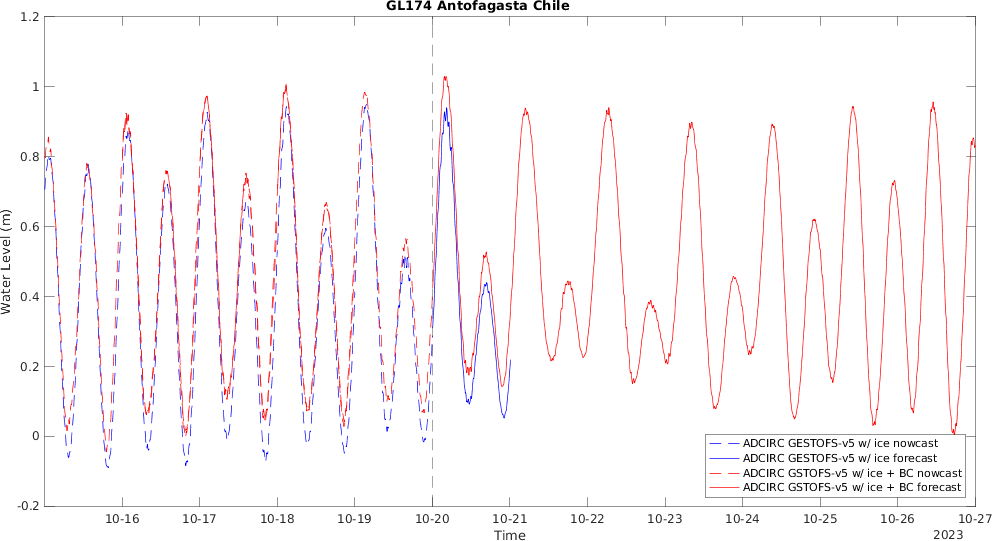 GL174 Antofagasta Chile
1.2
1
0.8
0.6
0.4
0.2
0
-0.2
Water Level (m)
ADCIRC GESTOFS-v5 w/ ice nowcast
ADCIRC GESTOFS-v5 w/ ice forecast
ADCIRC GSTOFS-v5 w/ ice + BC nowcast
ADCIRC GSTOFS-v5 w/ ice + BC forecast
10-16 10-17 10-18 10-19 10-20 10-21 10-22 10-23 10-24 10-25 10-26 10-27
Time
2023